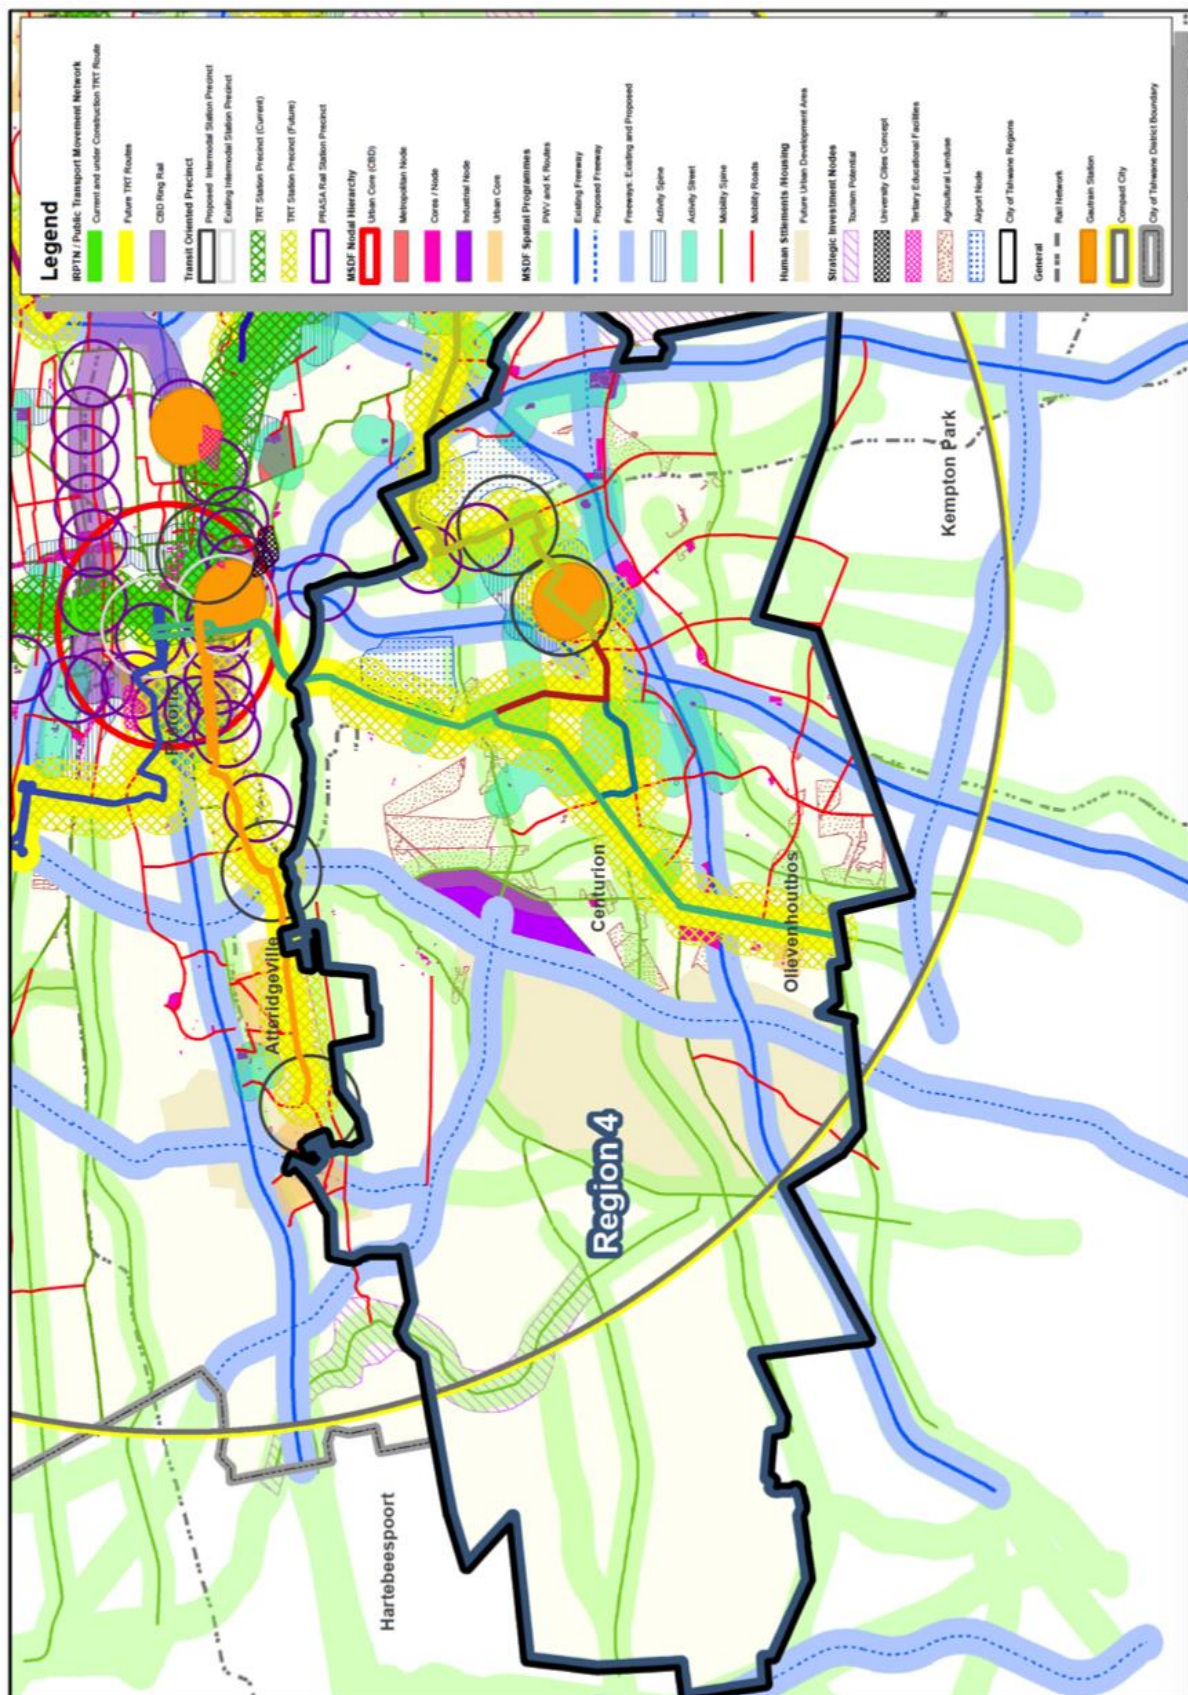 Legend
IRPTN / Public Transport Movement Network
Current and under Construction TRT Route
Future TRT Routes
CBD Ring Rail
Transit Oriented Precinct
Proposed Intermodal Station Precinct
Existing Intermodal Station Precinct
TRT Station Precinct (Current)
TRT Station Precinct (Future)
PRASA Rail Station Precinct
MSDF Nodal Hierarchy
Urban Core (CBD)
Metropolitan Node
Cores / Node
Industrial Node
Urban Core
MSDF Spatial Programmes
PWV and K Routes
Existing Freeway
Proposed Freeway
Freeways: Existing and Proposed
Activity Spine
Activity Street
Mobility Spine
Mobility Roads
Human Sttlements /Housing
Future Urban Development Area
Strategic Investment Nodes
Tourism Potential
University Cities Concept
Tertiary Educational Facilities
Agricultural Landuse
Airport Node
City of Tshwane Regions
General
Rail Network
Gautrain Station
Compact City
City of Tshwane District Boundary
Pretoria
Atteridgeville
Centurion
Olievenhoutbos
Region 4
Kempton Park
Hartebeespoort